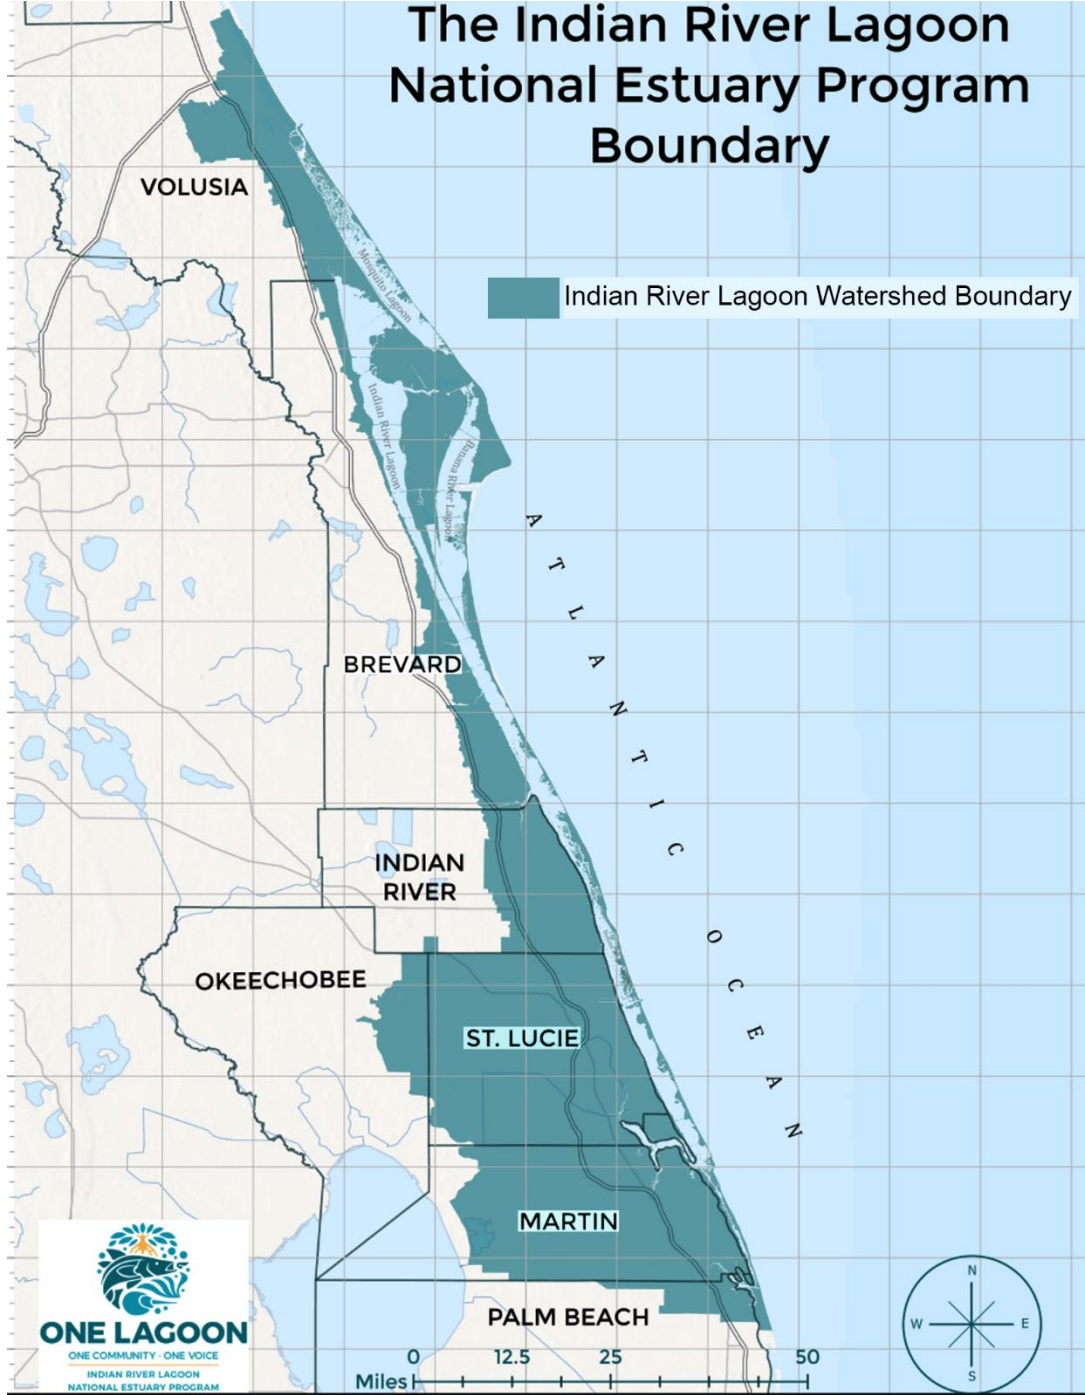 The Indian River Lagoon
National Estuary Program
Boundary
VOLUSIA
Mosquito Lagoon
Indian River Lagoon Watershed Boundary
Indian River Lagoon
Banana River Lagoon
ATLANTIC OCEAN
BREVARD
INDIAN
RIVER
OKEECHOBEE
ST. LUCIE
MARTIN
PALM BEACH
N
W
E
S
ONE LAGOON
ONE COMMUNITY · ONE VOICE
INDIAN RIVER LAGOON
NATIONAL ESTUARY PROGRAM
0 12.5 25 50
Miles